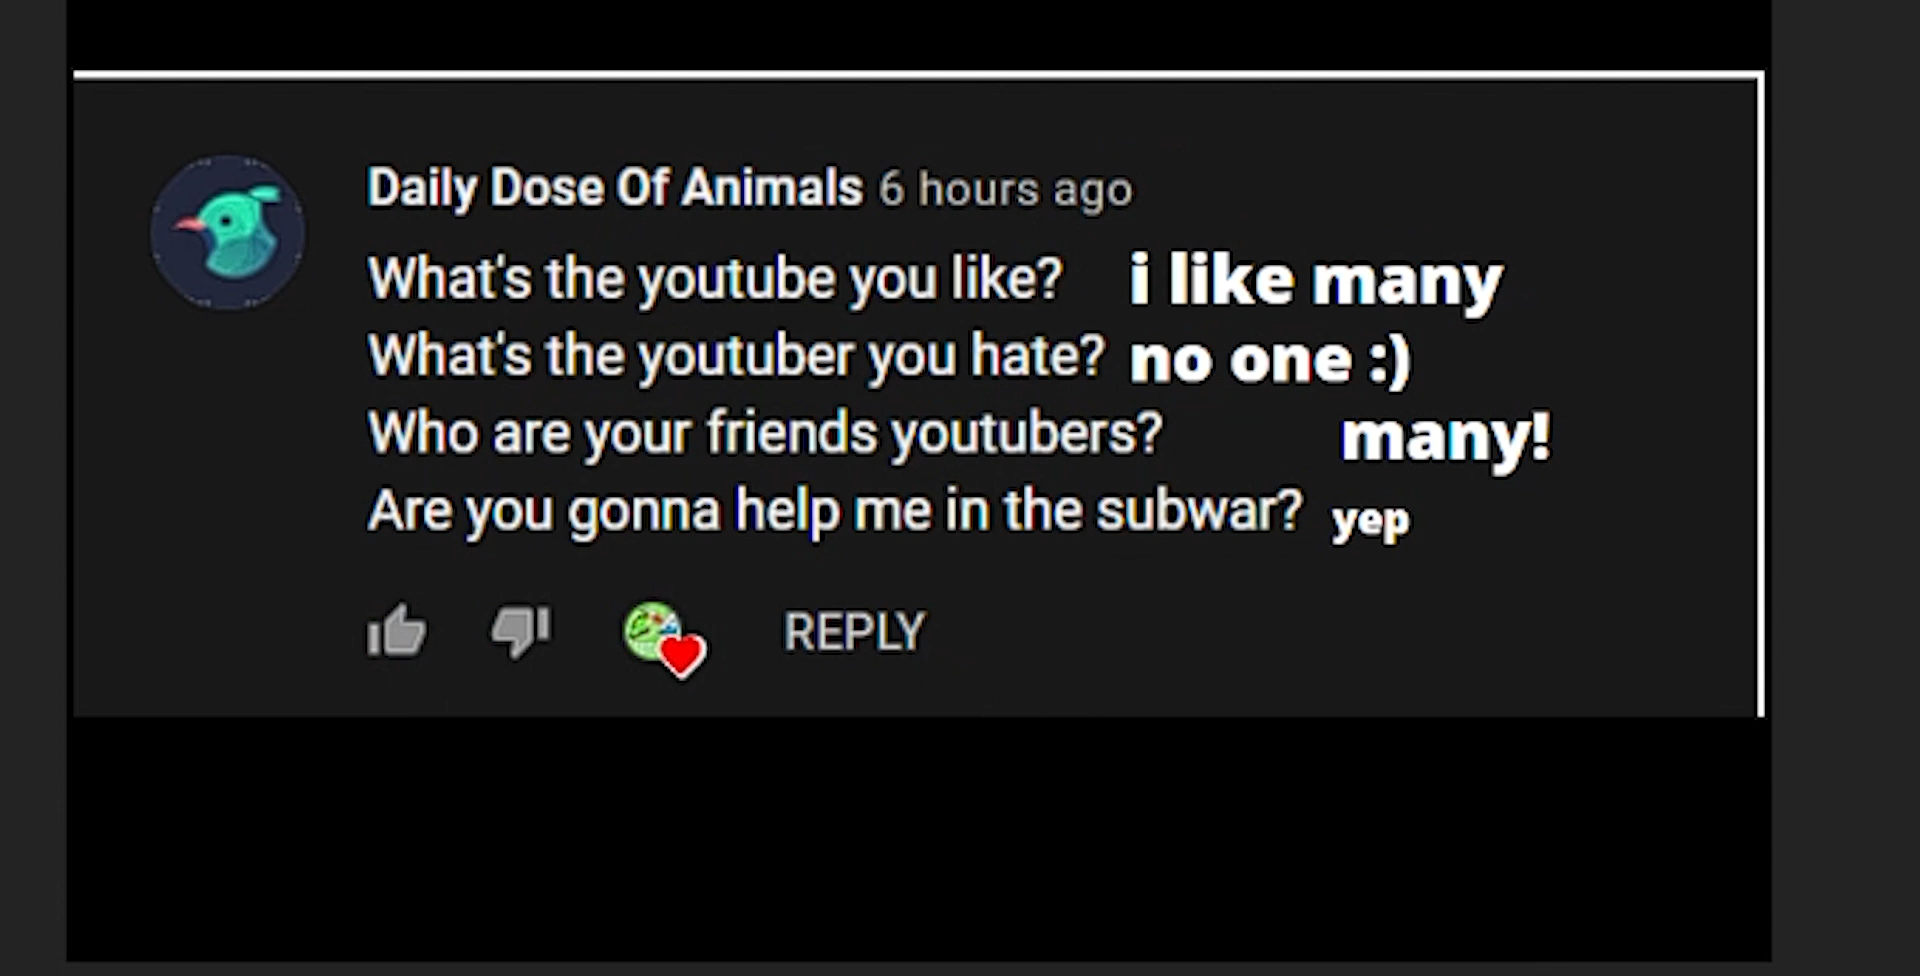 Daily Dose Of Animals 6 hours ago
What's the youtube you like? i like many
What's the youtuber you hate? no one :)
Who are your friends youtubers? many!
Are you gonna help me in the subwar? yep
REPLY